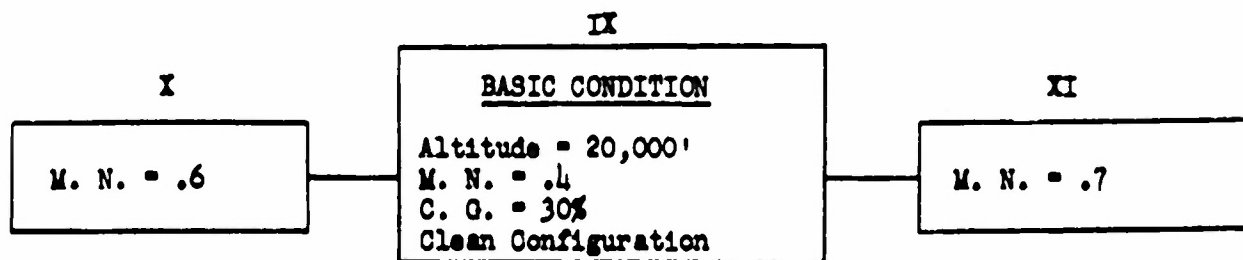 IX
X
BASIC CONDITION
XI
Altitude = 20,000'
M. N. = .6
M. N. = .4
M. N. = .7
C. G. = 30%
Clean Configuration